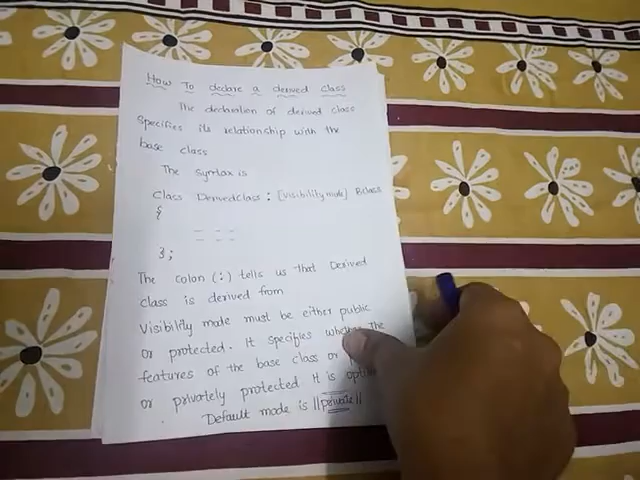 How To declare a derived class
The declaration of derived class
specifies its relationship with the
base class
The syntax is
class Derivedclass : [visibility mode] Bclass
{
};
The colon (:) tells us that Derived
class is derived from
visibility mode must be either public
or protected. It specifies whether the
features of the base class or
or privately protected It is
Default mode is ||private||